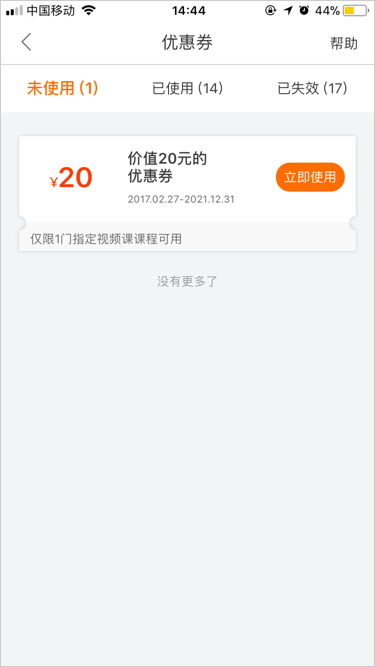 中国移动 14:44 44%
优惠券 帮助
未使用 (1) 已使用 (14) 已失效 (17)
¥20
价值20元的
优惠券
2017.02.27-2021.12.31
立即使用
仅限1门指定视频课课程可用
没有更多了